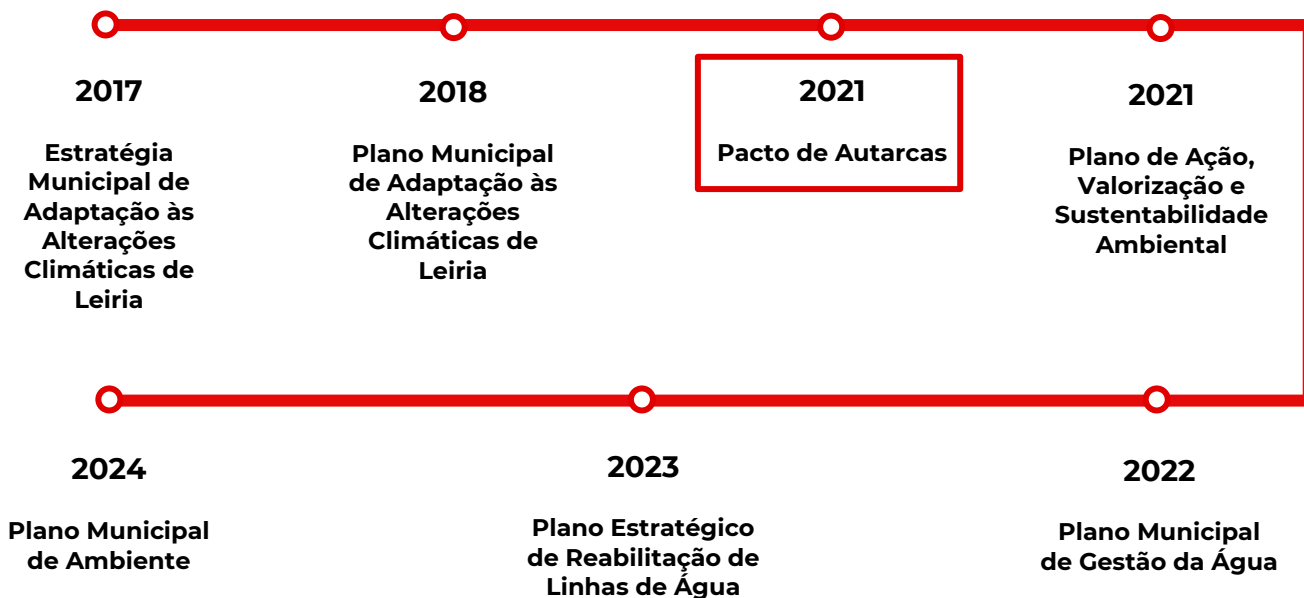 2017
Estratégia
Municipal de
Adaptação às
Alterações
Climáticas de
Leiria
2018
Plano Municipal
de Adaptação às
Alterações
Climáticas de
Leiria
2021
Pacto de Autarcas
2021
Plano de Ação,
Valorização e
Sustentabilidade
Ambiental
2024
Plano Municipal
de Ambiente
2023
Plano Estratégico
de Reabilitação de
Linhas de Água
2022
Plano Municipal
de Gestão da Água